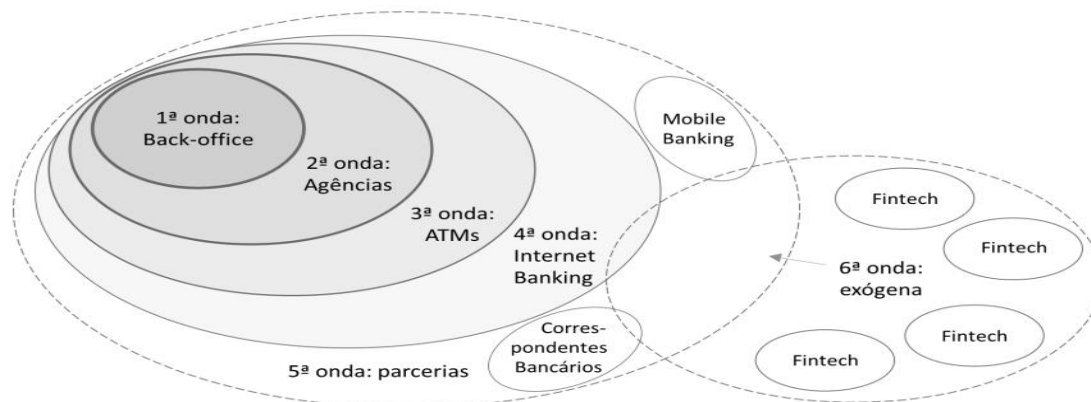 1ª onda:
Back-office
2ª onda:
Agências
3ª onda:
ATMs
4ª onda:
Internet
Banking
Mobile
Banking
Corres-
pondentes
Bancários
5ª onda: parcerias
6ª onda:
exógena
Fintech
Fintech
Fintech
Fintech